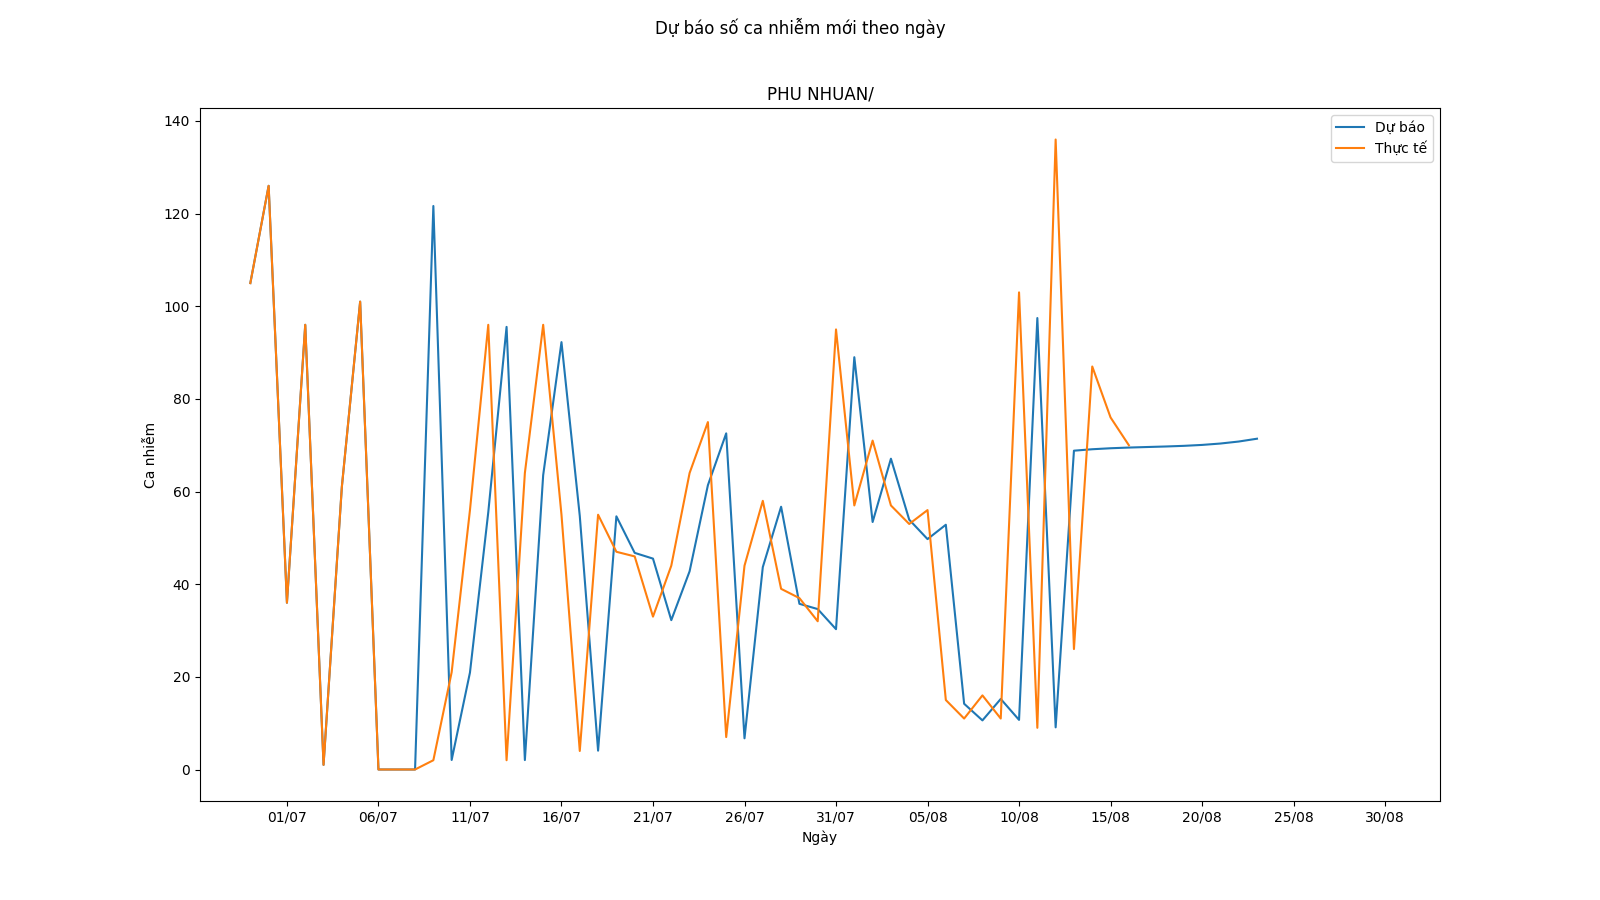 Dự báo số ca nhiễm mới theo ngày
PHU NHUAN/
Dự báo
Thực tế
Ca nhiễm
140
120
100
80
60
40
20
0
01/07 06/07 11/07 16/07 21/07 26/07 31/07 05/08 10/08 15/08 20/08 25/08 30/08
Ngày